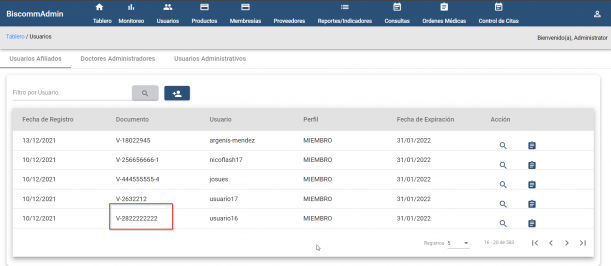 BiscommAdmin
Tablero Monitoreo Usuarios Productos Membresías Proveedores Reportes/Indicadores Consultas Ordenes Médicas Control de Citas
Tablero / Usuarios Bienvenido(a), Administrator
Usuarios Afiliados Doctores Administradores Usuarios Administrativos
Filtro por Usuario
Fecha de Registro Documento Usuario Perfil Fecha de Expiración Acción
13/12/2021 V-18022945 argenis-mendez MIEMBRO 31/01/2022
10/12/2021 V-256656666-1 nicoflash17 MIEMBRO 31/01/2022
10/12/2021 V-444555555-4 josues MIEMBRO 31/01/2022
10/12/2021 V-2632212 usuario17 MIEMBRO 31/01/2022
10/12/2021 V-2822222222 usuario16 MIEMBRO 31/01/2022
Registros 5 16 - 20 de 583